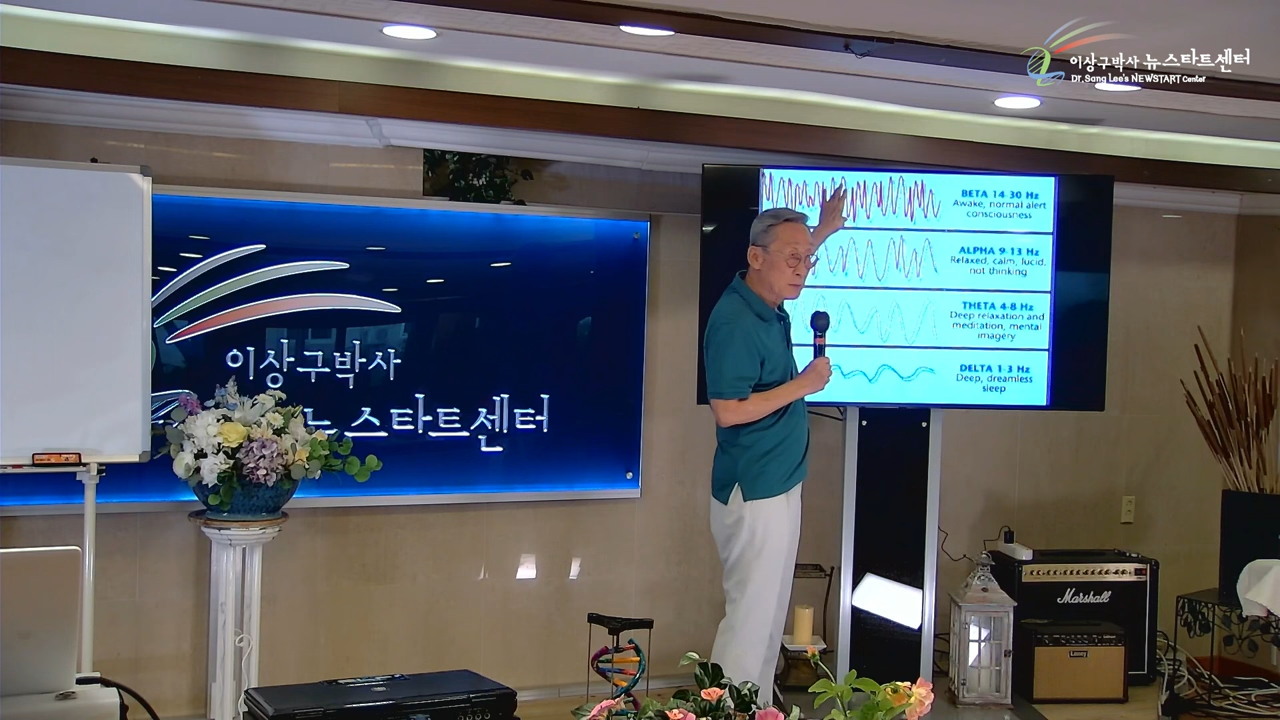 이상구박사 뉴스타트센터
Dr. Sang Lee's NEWSTART Center
BETA 14-30 Hz
Awake, normal alert
consciousness
ALPHA 9-13 Hz
Relaxed, calm, lucid,
not thinking
THETA 4-8 Hz
Deep relaxation and
meditation, mental
imagery
DELTA 1-3 Hz
Deep, dreamless
sleep
이상구박사
뉴스타트센터
Marshall
Laney